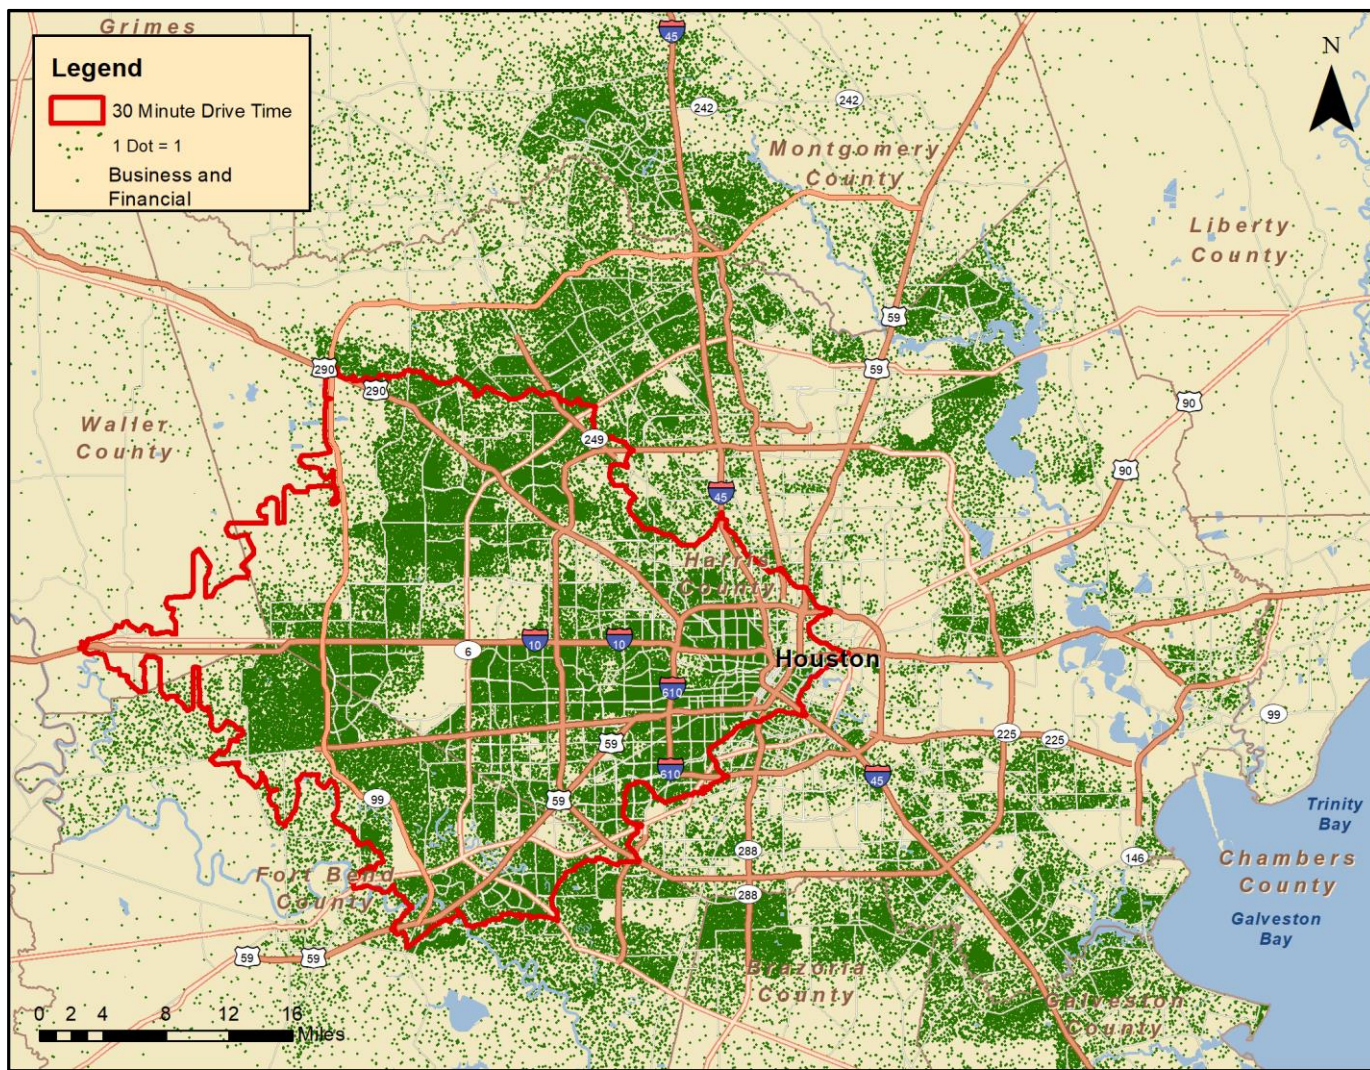 Grimes
45
N
Legend
30 Minute Drive Time
242
242
1 Dot = 1
Business and
Financial
Montgomery
County
Liberty
County
59
290
59
290
90
Waller
County
249
90
45
Harris
County
10
10
6
Houston
610
99
59
225
225
610
45
99
59
Trinity
Bay
288
146
Chambers
County
Fort Bend
County
288
Galveston
Bay
59
59
Brazoria
County
Galveston
County
0 2 4 8 12 16
Miles